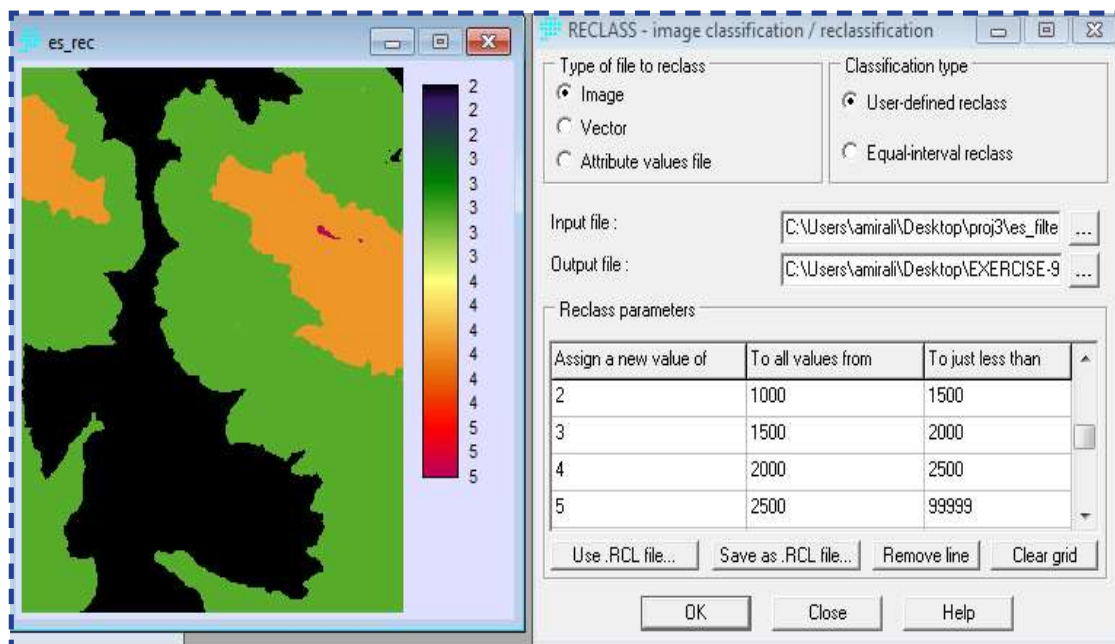 es_rec
2
2
2
3
3
3
3
3
4
4
4
4
4
4
5
5
5
RECLASS - image classification / reclassification
Type of file to reclass
Image
Vector
Attribute values file
Classification type
User-defined reclass
Equal-interval reclass
Input file :
C:\Users\amirali\Desktop\proj3\es_filte
...
Output file :
C:\Users\amirali\Desktop\EXERCISE-9
...
Reclass parameters
Assign a new value of To all values from To just less than
2 1000 1500
3 1500 2000
4 2000 2500
5 2500 99999
Use .RCL file... Save as .RCL file... Remove line Clear grid
OK Close Help